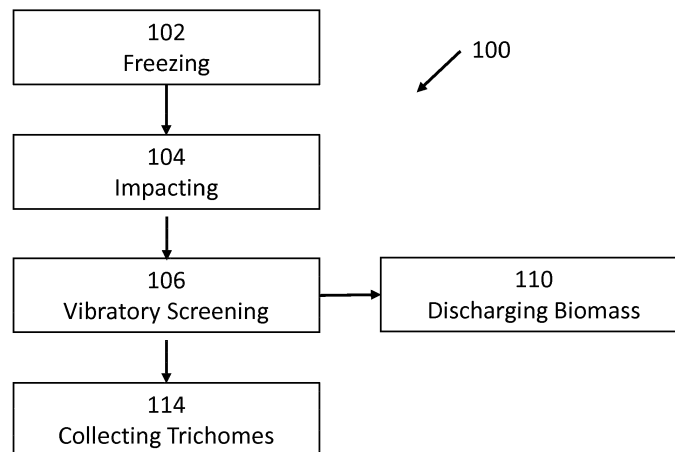 102
Freezing
100
104
Impacting
106
Vibratory Screening
110
Discharging Biomass
114
Collecting Trichomes